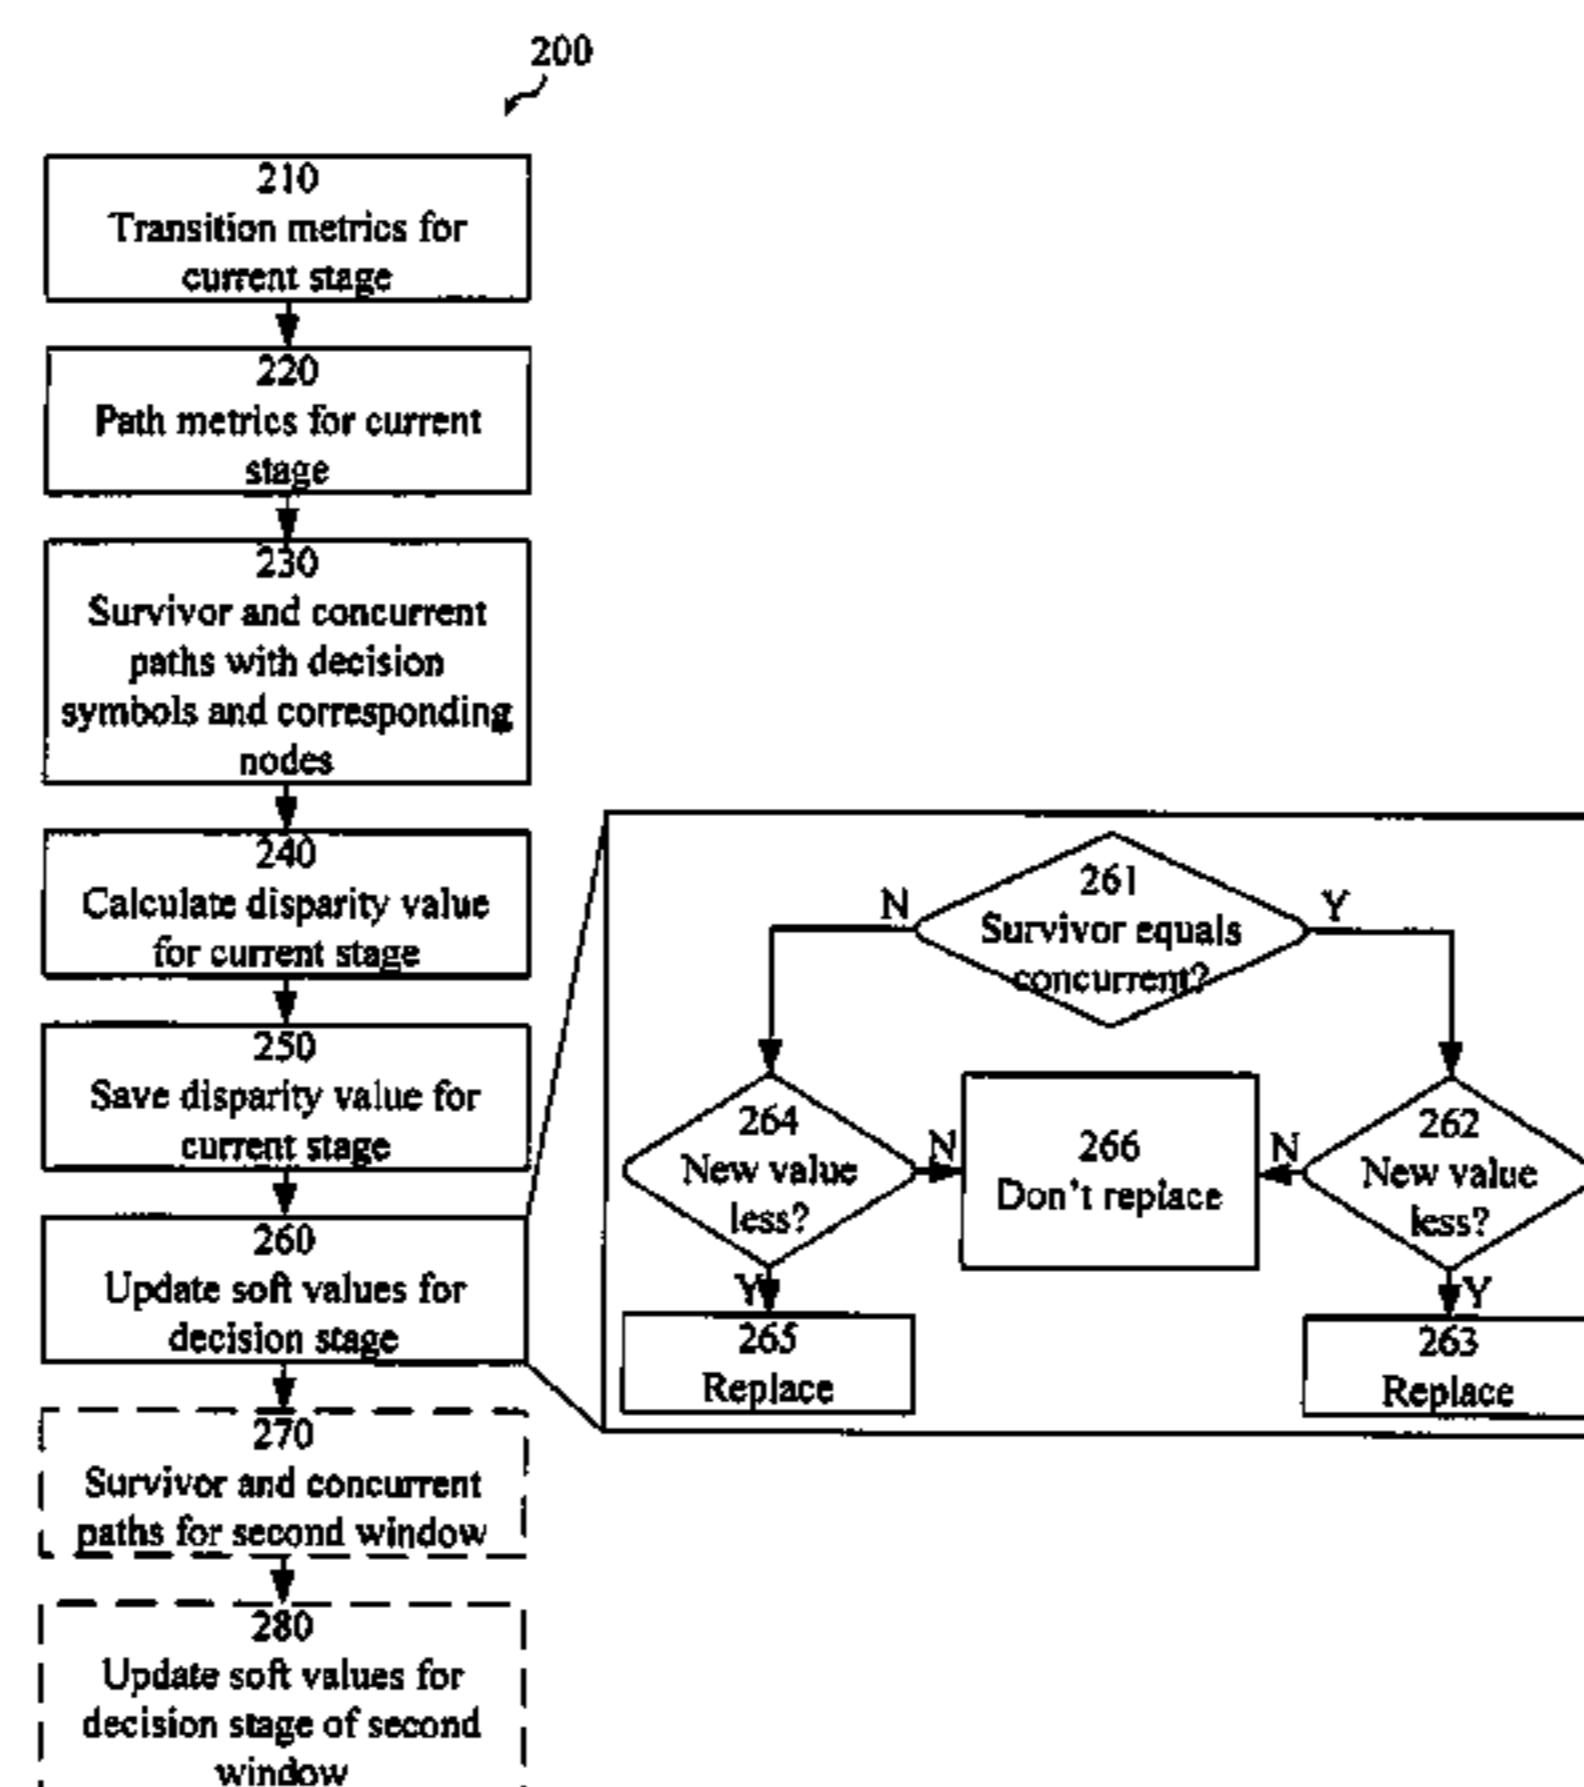 200
210
Transition metrics for
current stage
220
Path metrics for current
stage
230
Survivor and concurrent
paths with decision
symbols and corresponding
nodes
240
Calculate disparity value
for current stage
250
Save disparity value for
current stage
260
Update soft values for
decision stage
270
Survivor and concurrent
paths for second window
280
Update soft values for
decision stage of second
window
261
Survivor equals
concurrent?
N
Y
264
New value
less?
N
Y
265
Replace
266
Don't replace
262
New value
less?
N
Y
263
Replace